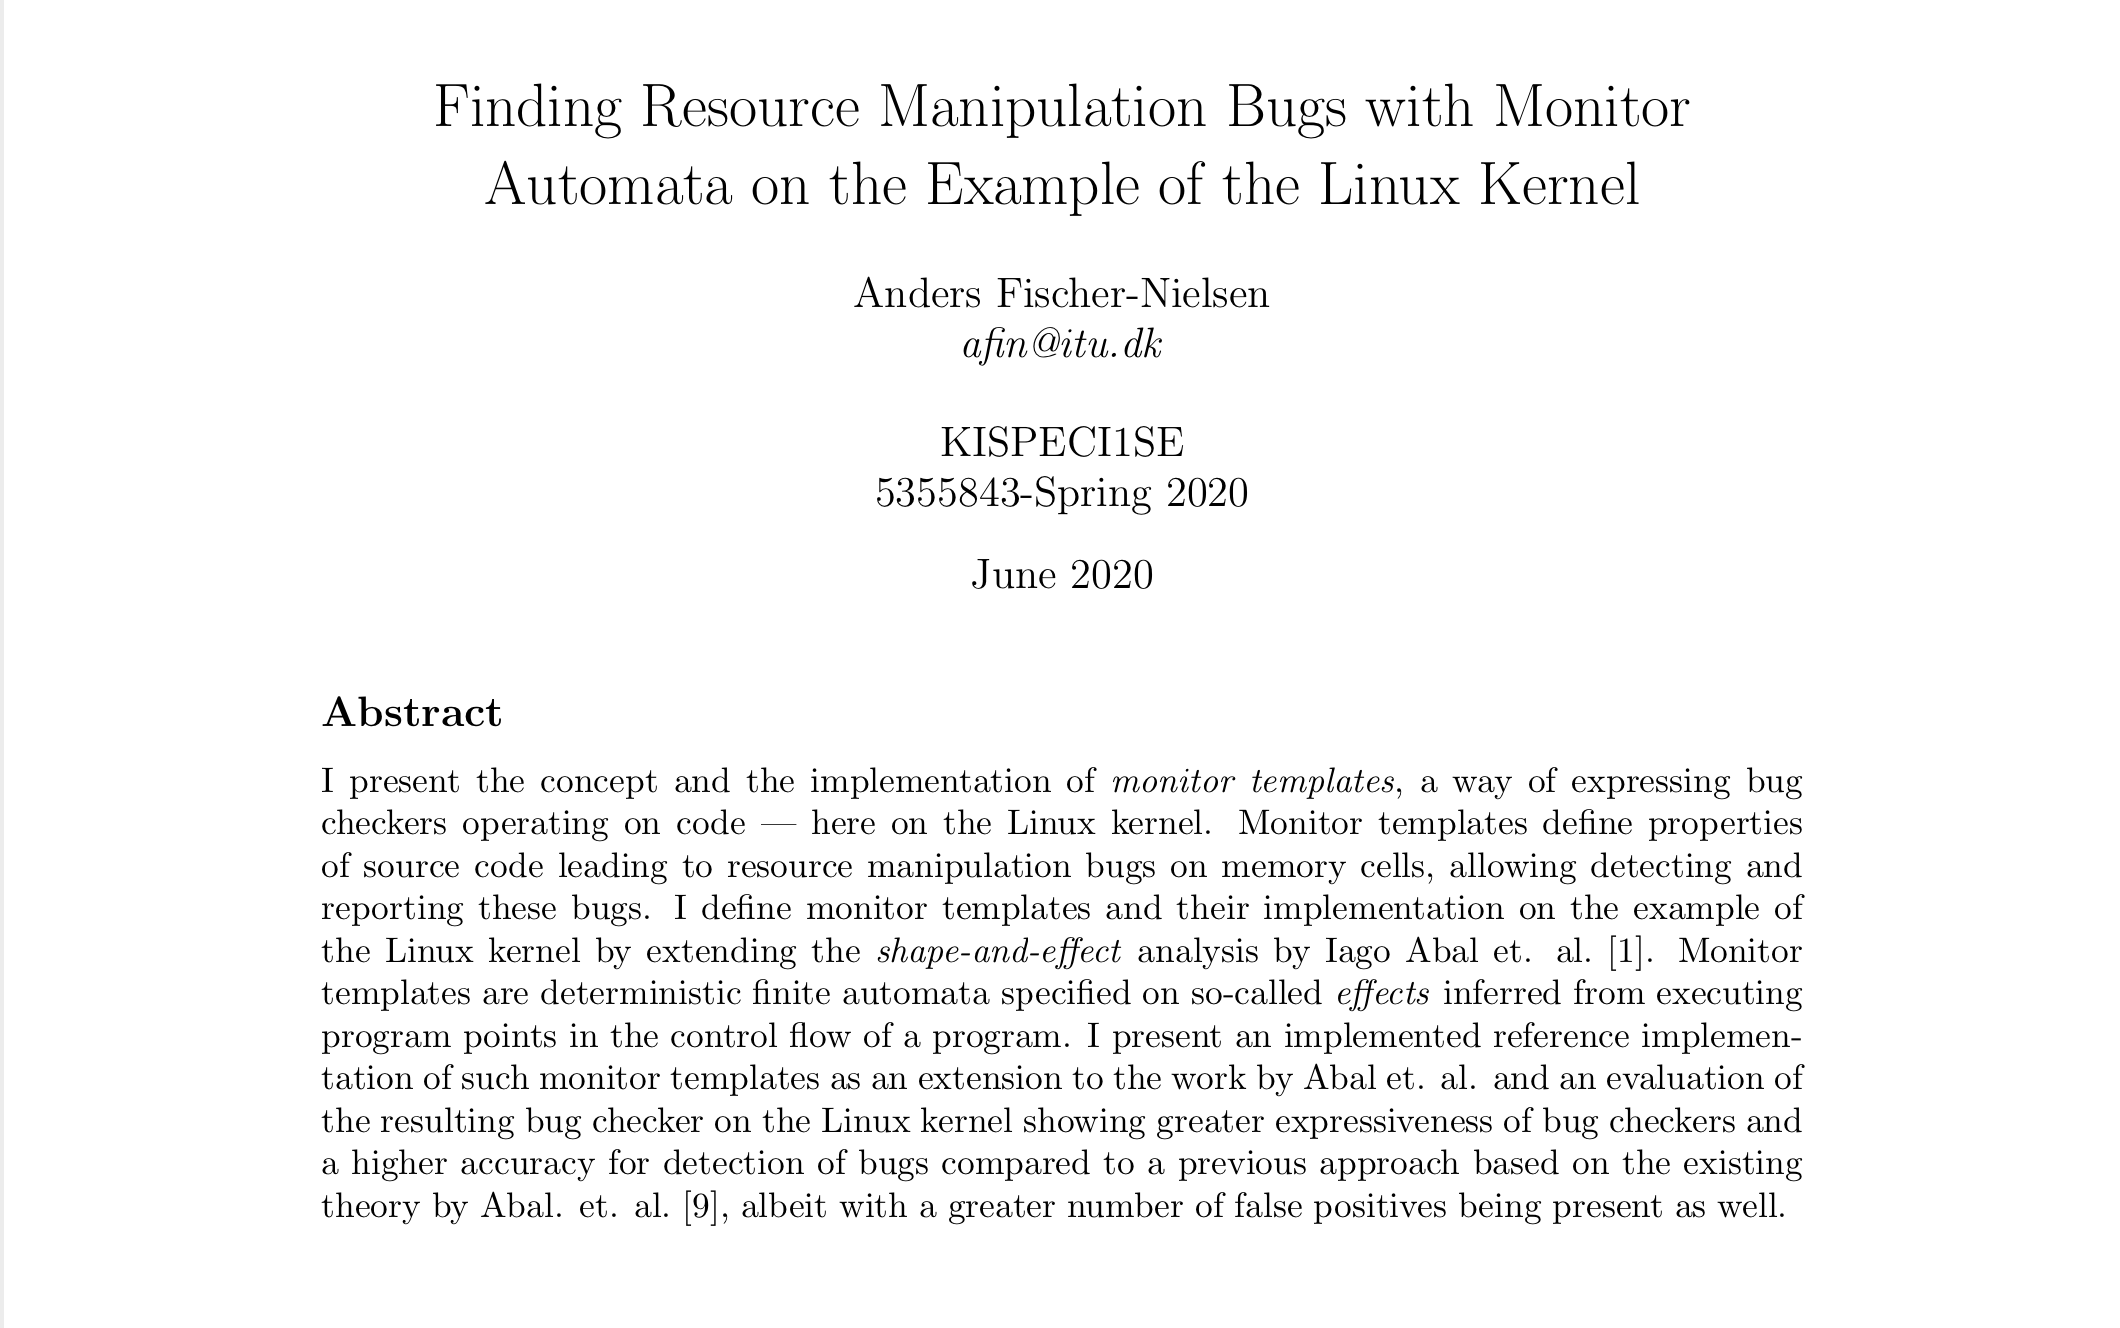 Finding Resource Manipulation Bugs with Monitor
Automata on the Example of the Linux Kernel
Anders Fischer-Nielsen
afin@itu.dk
KISPECI1SE
5355843-Spring 2020
June 2020
Abstract
I present the concept and the implementation of monitor templates, a way of expressing bug
checkers operating on code — here on the Linux kernel. Monitor templates define properties
of source code leading to resource manipulation bugs on memory cells, allowing detecting and
reporting these bugs. I define monitor templates and their implementation on the example of
the Linux kernel by extending the shape-and-effect analysis by Iago Abal et. al. [1]. Monitor
templates are deterministic finite automata specified on so-called effects inferred from executing
program points in the control flow of a program. I present an implemented reference implemen-
tation of such monitor templates as an extension to the work by Abal et. al. and an evaluation of
the resulting bug checker on the Linux kernel showing greater expressiveness of bug checkers and
a higher accuracy for detection of bugs compared to a previous approach based on the existing
theory by Abal. et. al. [9], albeit with a greater number of false positives being present as well.